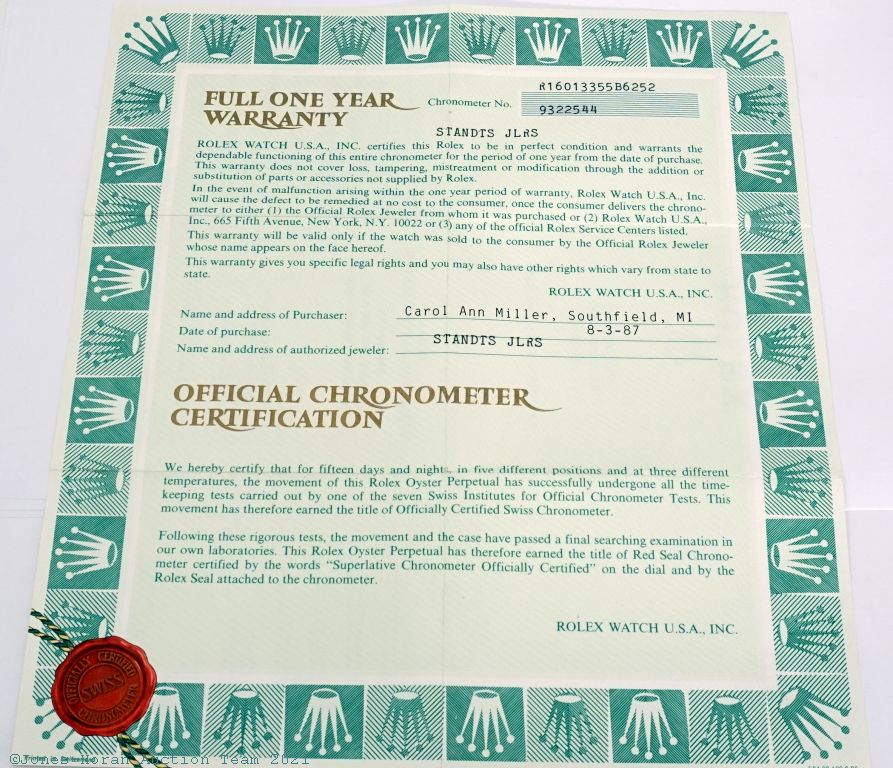 FULL ONE YEAR
WARRANTY
Chronometer No.
R16013355B6252
9322544
STANDTS JLRS
ROLEX WATCH U.S.A., INC. certifies this Rolex to be in perfect condition and warrants the
dependable functioning of this entire chronometer for the period of one year from the date of purchase.
This warranty does not cover loss, tampering, mistreatment or modification through the addition or
substitution of parts or accessories not supplied by Rolex.
In the event of malfunction arising within the one year period of warranty, Rolex Watch U.S.A., Inc.
will cause the defect to be remedied at no cost to the consumer, once the consumer delivers the chrono-
meter to either (1) the Official Rolex Jeweler from whom it was purchased or (2) Rolex Watch U.S.A.,
Inc., 665 Fifth Avenue, New York, N.Y. 10022 or (3) any of the official Rolex Service Centers listed.
This warranty will be valid only if the watch was sold to the consumer by the Official Rolex Jeweler
whose name appears on the face hereof.
This warranty gives you specific legal rights and you may also have other rights which vary from state to
state.
ROLEX WATCH U.S.A., INC.
Name and address of Purchaser: Carol Ann Miller, Southfield, MI
Date of purchase: 8-3-87
Name and address of authorized jeweler: STANDTS JLRS
OFFICIAL CHRONOMETER
CERTIFICATION
We hereby certify that for fifteen days and nights, in five different positions and at three different
temperatures, the movement of this Rolex Oyster Perpetual has successfully undergone all the time-
keeping tests carried out by one of the seven Swiss Institutes for Official Chronometer Tests. This
movement has therefore earned the title of Officially Certified Swiss Chronometer.
Following these rigorous tests, the movement and the case have passed a final searching examination in
our own laboratories. This Rolex Oyster Perpetual has therefore earned the title of Red Seal Chrono-
meter certified by the words "Superlative Chronometer Officially Certified" on the dial and by the
Rolex Seal attached to the chronometer.
ROLEX WATCH U.S.A., INC.
OFFICIALLY CERTIFIED
SWISS
CHRONOMETER
©Jones Horan Auction Team 2021